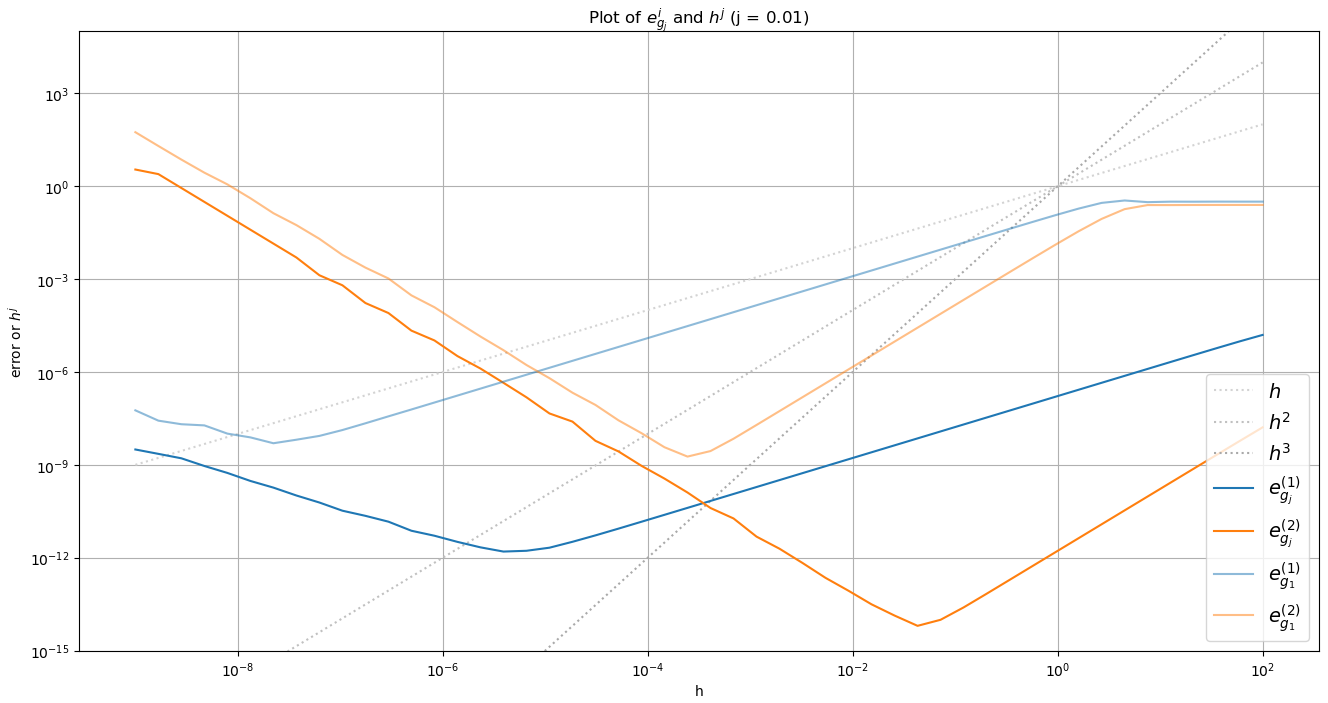 Plot of $e^{i}_{g_j}$ and $h^j$ (j = 0.01)
error or $h^j$
$10^{3}$
$10^{0}$
$10^{-3}$
$10^{-6}$
$10^{-9}$
$10^{-12}$
$10^{-15}$
$h$
$h^2$
$h^3$
$e^{(1)}_{g_j}$
$e^{(2)}_{g_j}$
$e^{(1)}_{g_1}$
$e^{(2)}_{g_1}$
$10^{-8}$ $10^{-6}$ $10^{-4}$ $10^{-2}$ $10^{0}$ $10^{2}$
h